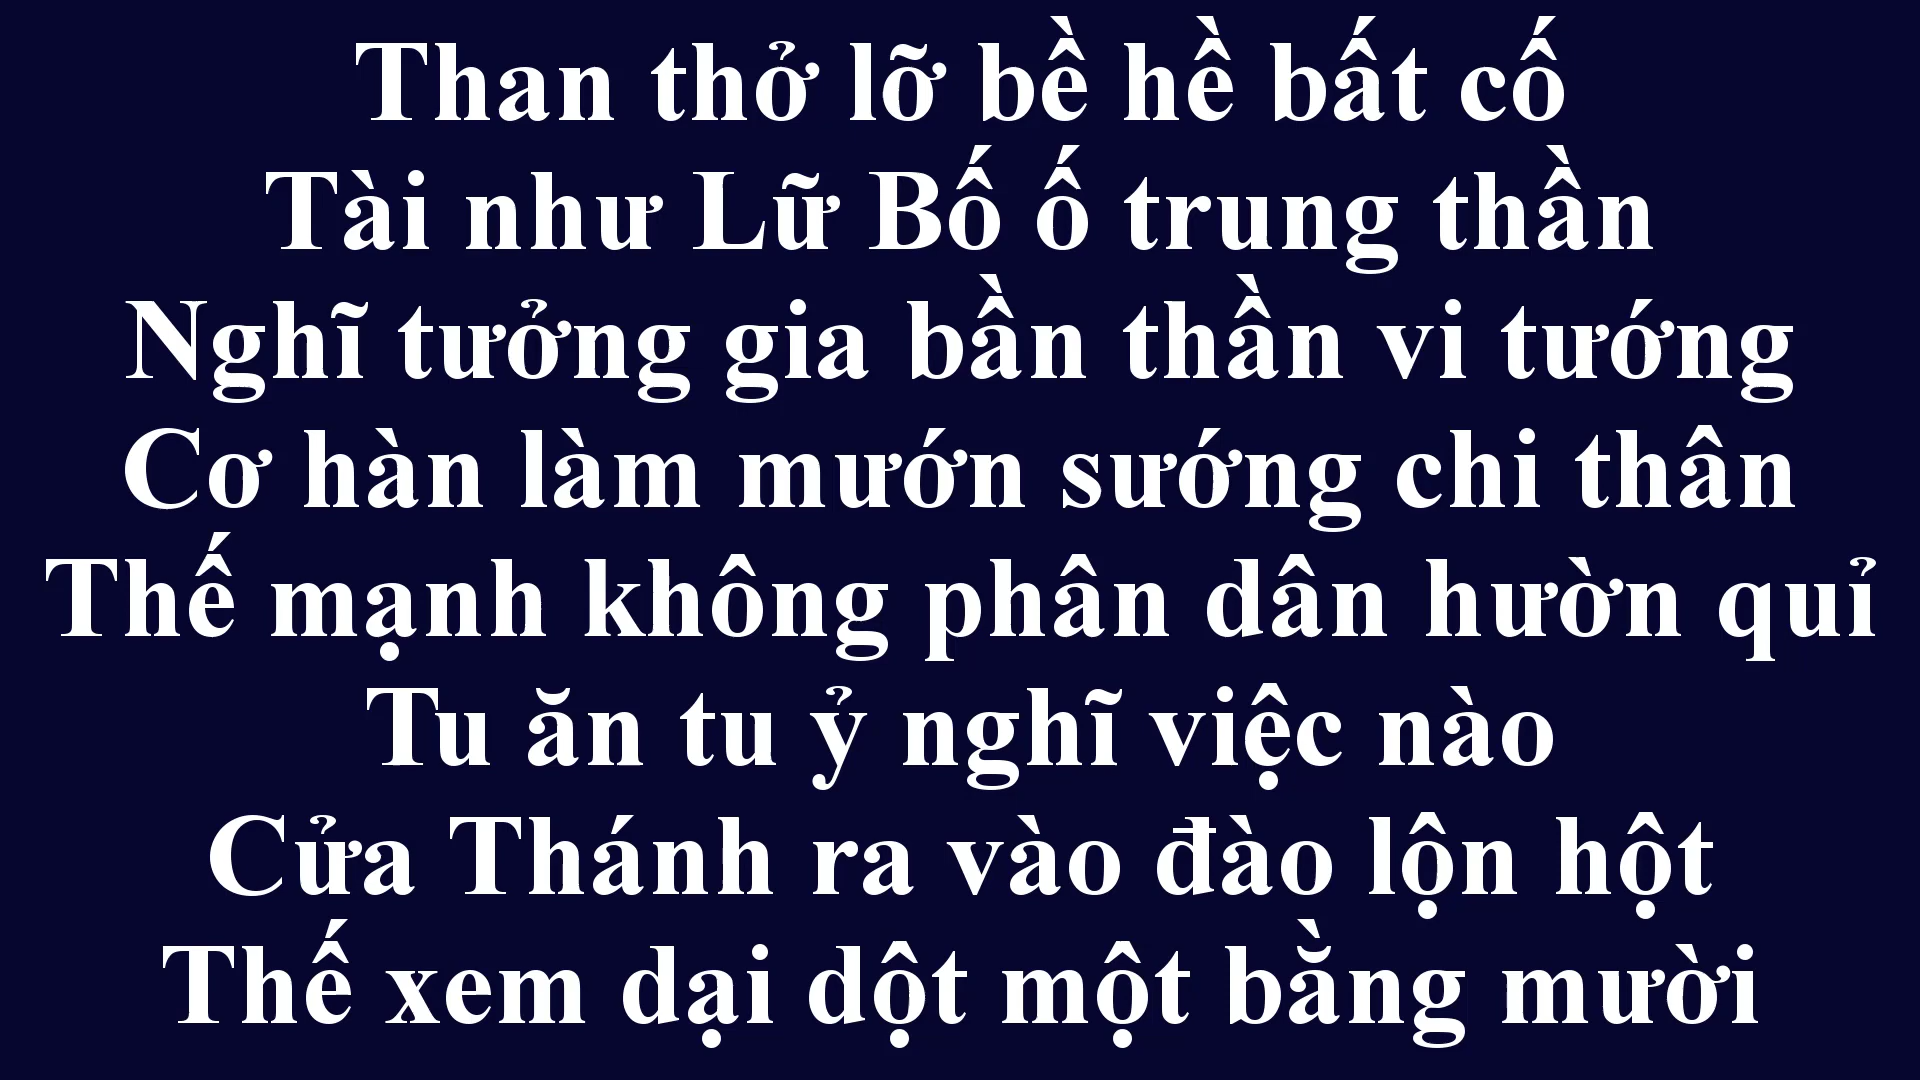 Than thở lỡ bề hề bất cố
Tài như Lữ Bố ố trung thần
Nghĩ tưởng gia bần thần vi tướng
Cơ hàn làm mướn sướng chi thân
Thế mạnh không phân dân hườn quỉ
Tu ăn tu ỷ nghĩ việc nào
Cửa Thánh ra vào đào lộn hột
Thế xem dại dột một bằng mười